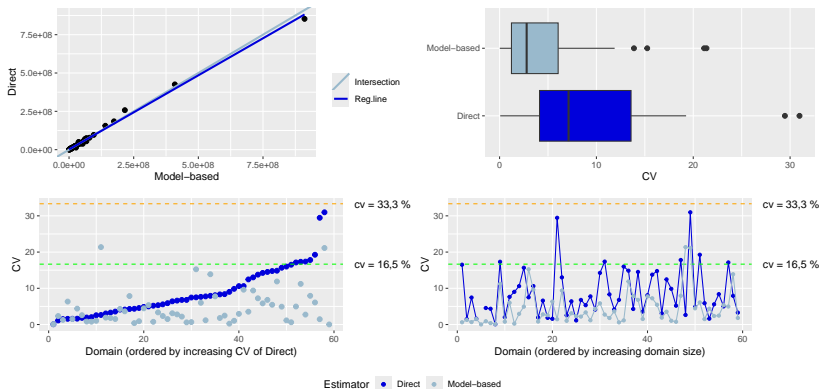 7.5e+08
5.0e+08
2.5e+08
0.0e+00
Direct
0.0e+00 2.5e+08 5.0e+08 7.5e+08
Model-based
Intersection
Reg.line
Model-based
Direct
0 10 20 30
CV
30
20
10
0
CV
0 20 40 60
Domain (ordered by increasing CV of Direct)
cv = 33,3 %
cv = 16,5 %
30
20
10
0
CV
0 20 40 60
Domain (ordered by increasing domain size)
cv = 33,3 %
cv = 16,5 %
Estimator Direct Model-based